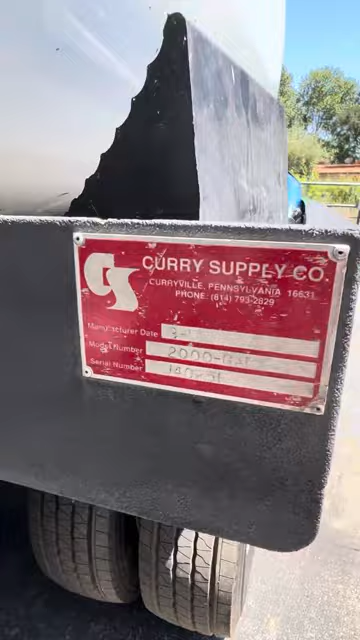 CS
CURRY SUPPLY CO.
CURRYVILLE, PENNSYLVANIA 16631
PHONE: (814) 793-2829
Manufacturer Date
Model Number 2000-GAL
Serial Number